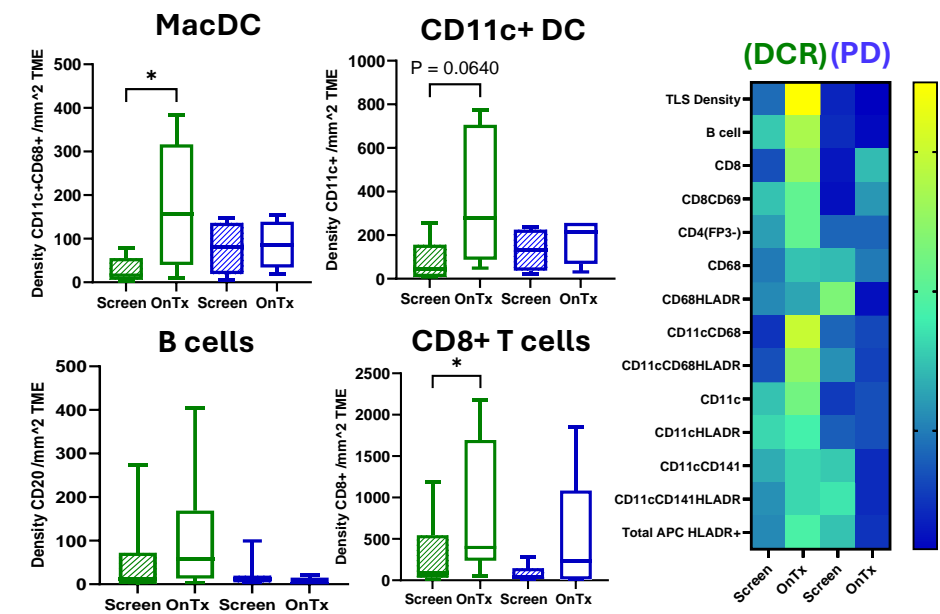 MacDC
Density CD11c+CD68+ /mm^2 TME
500
400
300
200
100
0
*
Screen OnTx Screen OnTx
CD11c+ DC
Density CD11c+ /mm^2 TME
1000
800
600
400
200
0
P = 0.0640
Screen OnTx Screen OnTx
B cells
Density CD20 /mm^2 TME
500
400
300
200
100
0
Screen OnTx Screen OnTx
CD8+ T cells
Density CD8+ /mm^2 TME
2500
2000
1500
1000
500
0
*
Screen OnTx Screen OnTx
(DCR) (PD)
TLS Density
B cell
CD8
CD8CD69
CD4(FP3-)
CD68
CD68HLADR
CD11cCD68
CD11cCD68HLADR
CD11c
CD11cHLADR
CD11cCD141
CD11cCD141HLADR
Total APC HLADR+
Screen OnTx Screen OnTx